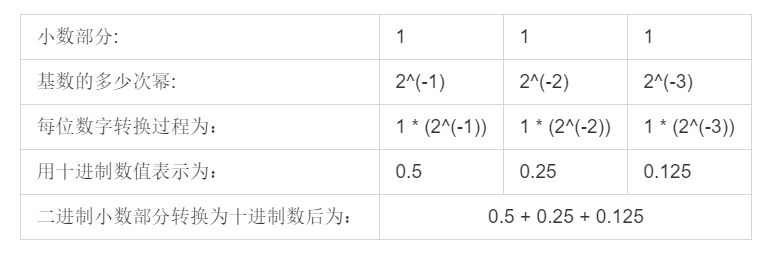 小数部分: 1 1 1
基数的多少次幂: 2^(-1) 2^(-2) 2^(-3)
每位数字转换过程为： 1 * (2^(-1)) 1 * (2^(-2)) 1 * (2^(-3))
用十进制数值表示为： 0.5 0.25 0.125
二进制小数部分转换为十进制数后为： 0.5 + 0.25 + 0.125